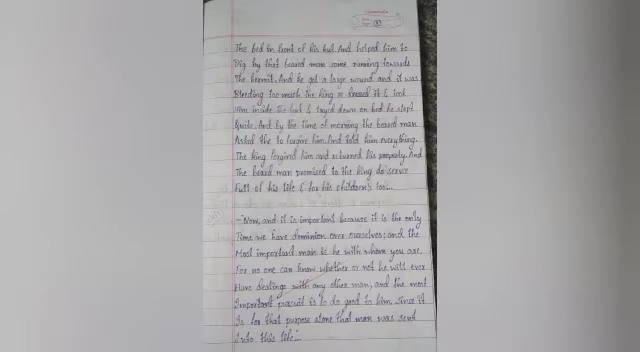 The bed in front of his hut. And helped him to
Dig by that beard man come running towards
The hermit. And he got a large wound and it was
Bleeding too much the king so dressed it & took
Him inside the hut & layed down on bed he slept
Quite. And by the time of morning the beard man
Asked the to forgive him. And told him everything.
The king forgived him and returned his property. And
The beard man promised to the king do serve
Full of his life & for his childrens too...
-"Now, and it is important because it is the only
Time we have dominion over ourselves; and the
Most important man is he with whom you are.
For no one can know whether or not he will ever
Have dealings with any other man, and the most
Important pursuit is to do good to him, since it
Is for that purpose alone that man was sent
Into this life"...